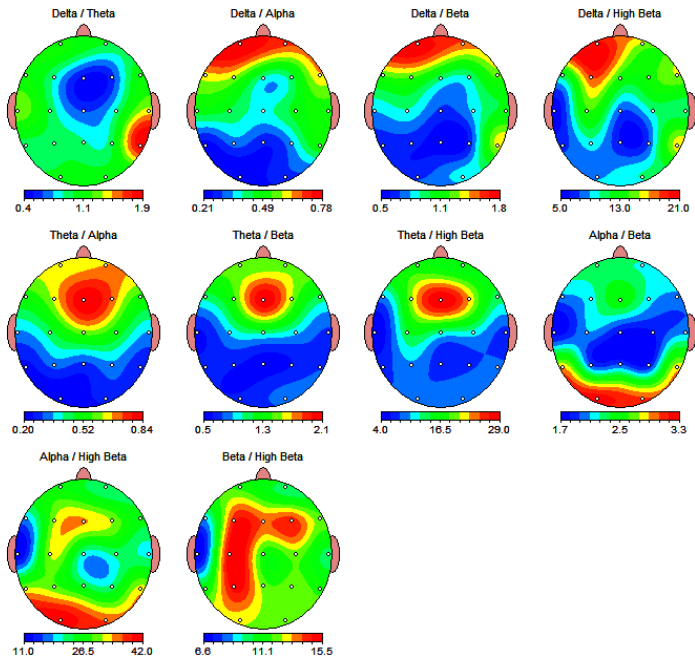 Delta / Theta Delta / Alpha Delta / Beta Delta / High Beta
0.4 1.1 1.9 0.21 0.49 0.78 0.5 1.1 1.8 5.0 13.0 21.0
Theta / Alpha Theta / Beta Theta / High Beta Alpha / Beta
0.20 0.52 0.84 0.5 1.3 2.1 4.0 16.5 29.0 1.7 2.5 3.3
Alpha / High Beta Beta / High Beta
11.0 26.5 42.0 6.6 11.1 15.5